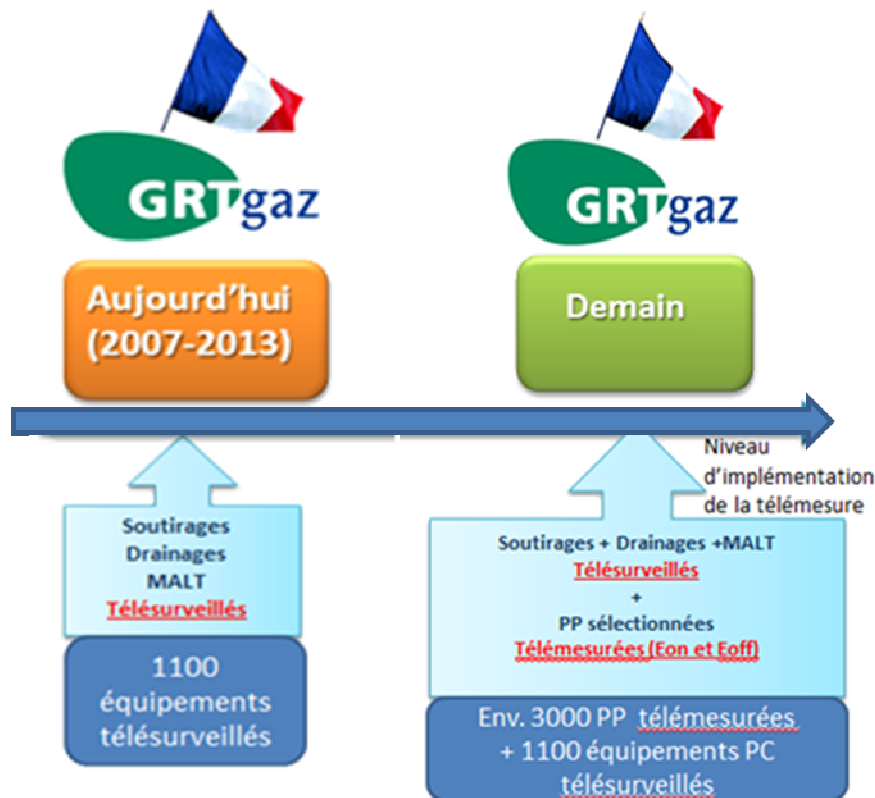 GRTgaz
GRTgaz
Aujourd'hui
(2007-2013)
Demain
Niveau
d'implémentation
de la télémesure
Soutirages
Drainages
MALT
Télésurveillés
1100
équipements
télésurveillés
Soutirages + Drainages +MALT
Télésurveillés
+
PP sélectionnées
Télémesurées (Eon et Eoff)
Env. 3000 PP télémesurées
+ 1100 équipements PC
télésurveillés